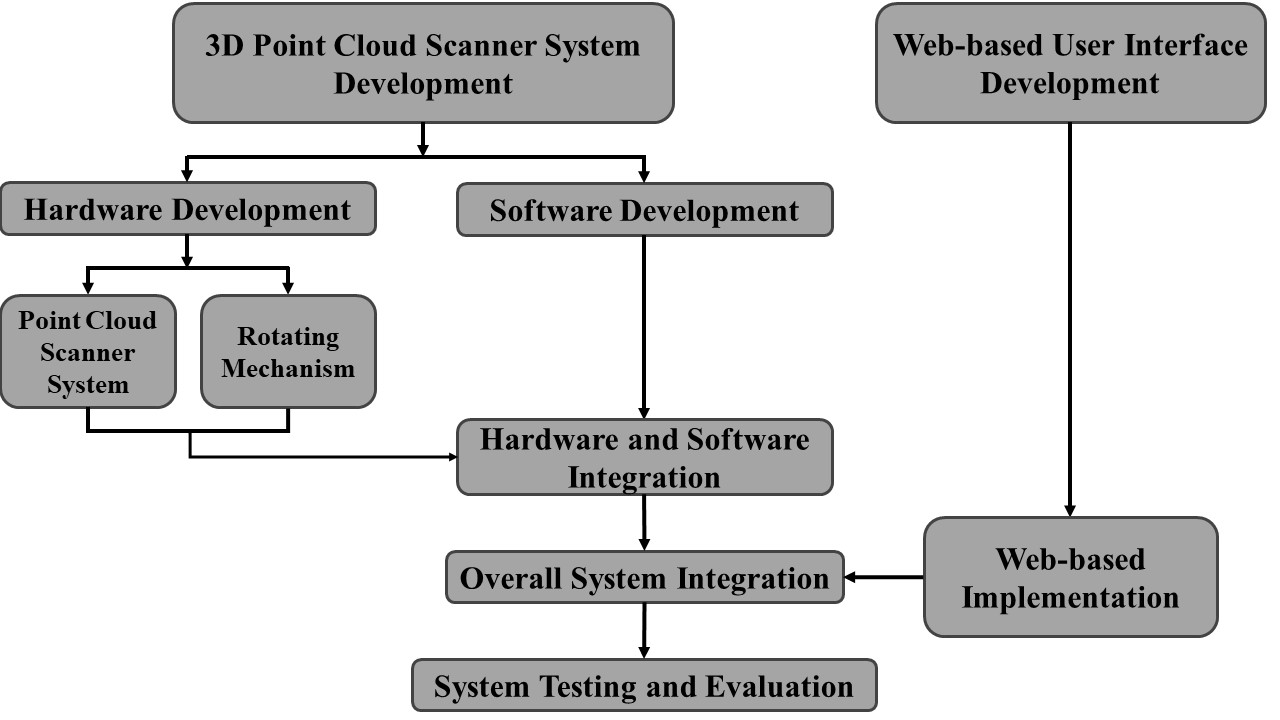 3D Point Cloud Scanner System
Development
Web-based User Interface
Development
Hardware Development
Software Development
Point Cloud
Scanner
System
Rotating
Mechanism
Hardware and Software
Integration
Overall System Integration
Web-based
Implementation
System Testing and Evaluation